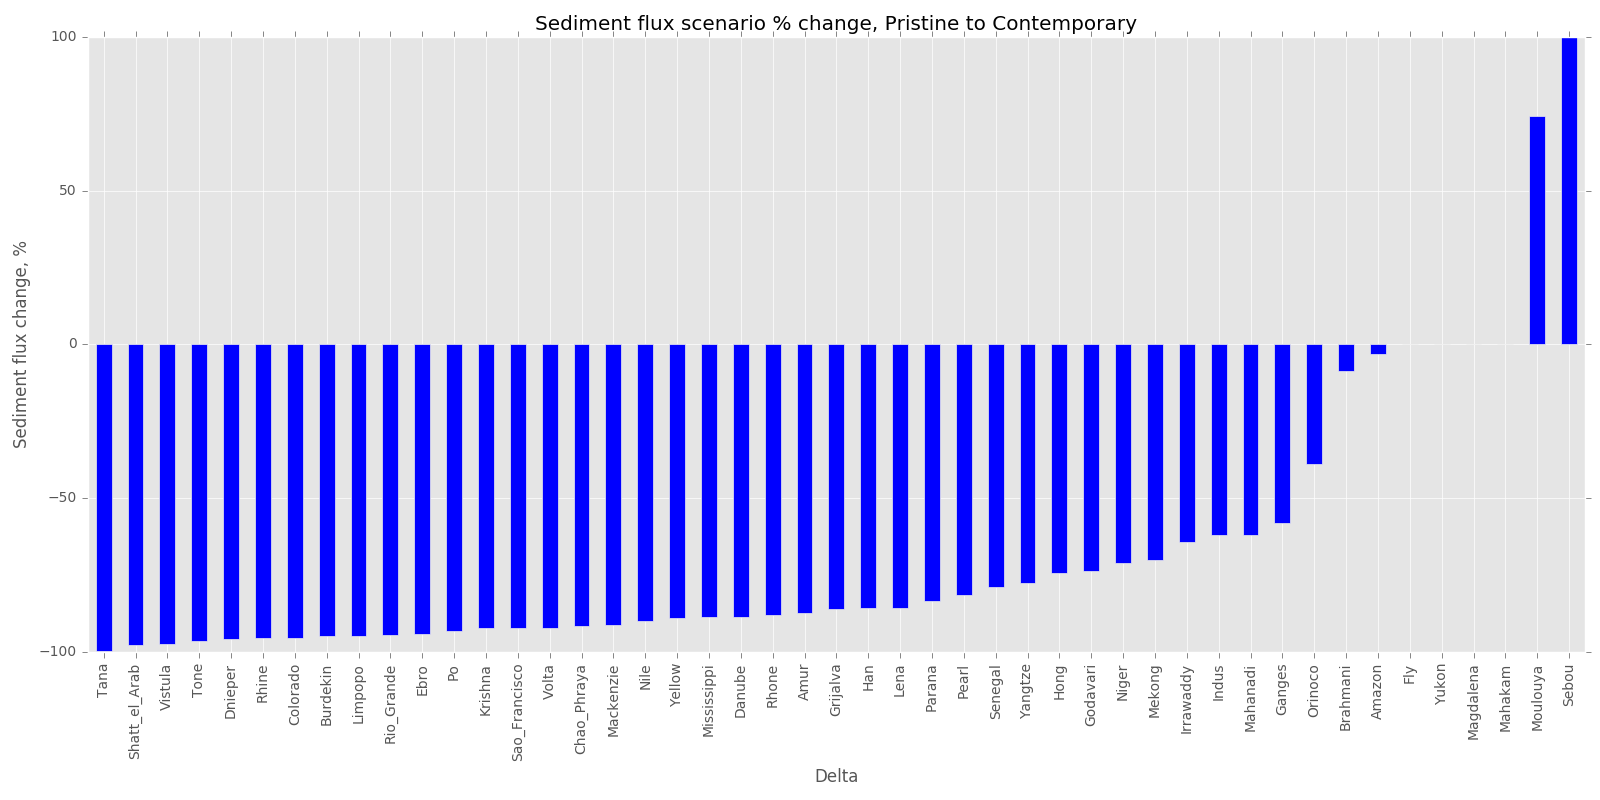 Sediment flux scenario % change, Pristine to Contemporary
100
50
0
−50
−100
Sediment flux change, %
Tana
Shatt_el_Arab
Vistula
Tone
Dnieper
Rhine
Colorado
Burdekin
Limpopo
Rio_Grande
Ebro
Po
Krishna
Sao_Francisco
Volta
Chao_Phraya
Mackenzie
Nile
Yellow
Mississippi
Danube
Rhone
Amur
Grijalva
Han
Lena
Parana
Pearl
Senegal
Yangtze
Hong
Godavari
Niger
Mekong
Irrawaddy
Indus
Mahanadi
Ganges
Orinoco
Brahmani
Amazon
Fly
Yukon
Magdalena
Mahakam
Moulouya
Sebou
Delta